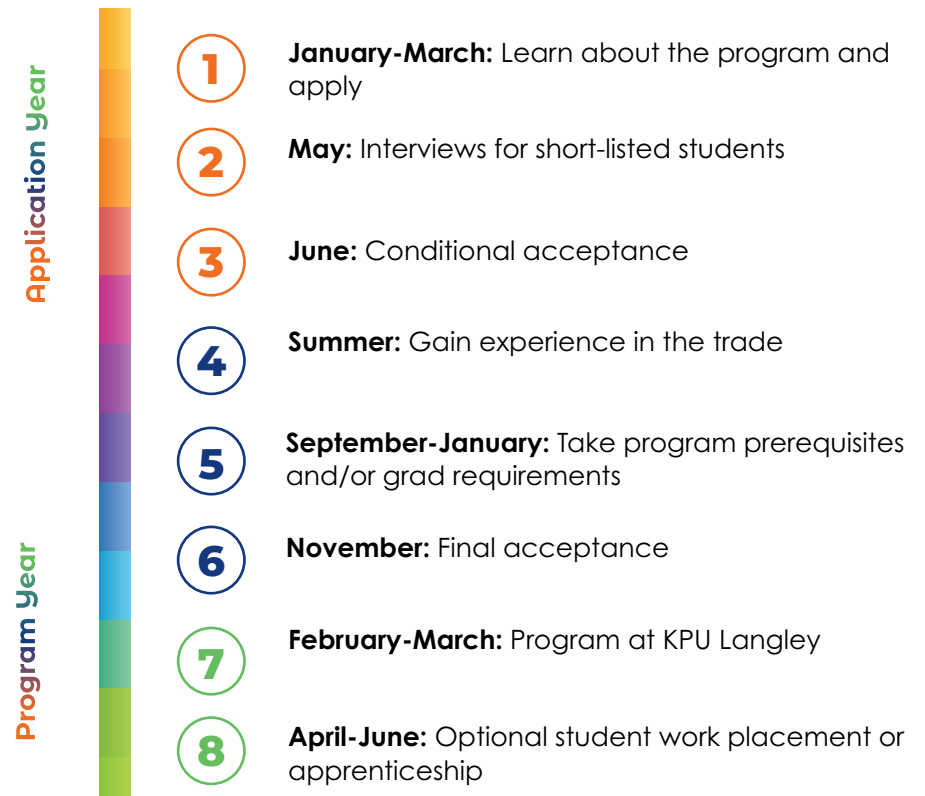 Application Year
1
January-March: Learn about the program and
apply
2
May: Interviews for short-listed students
3
June: Conditional acceptance
4
Summer: Gain experience in the trade
5
September-January: Take program prerequisites
and/or grad requirements
Program Year
6
November: Final acceptance
7
February-March: Program at KPU Langley
8
April-June: Optional student work placement or
apprenticeship